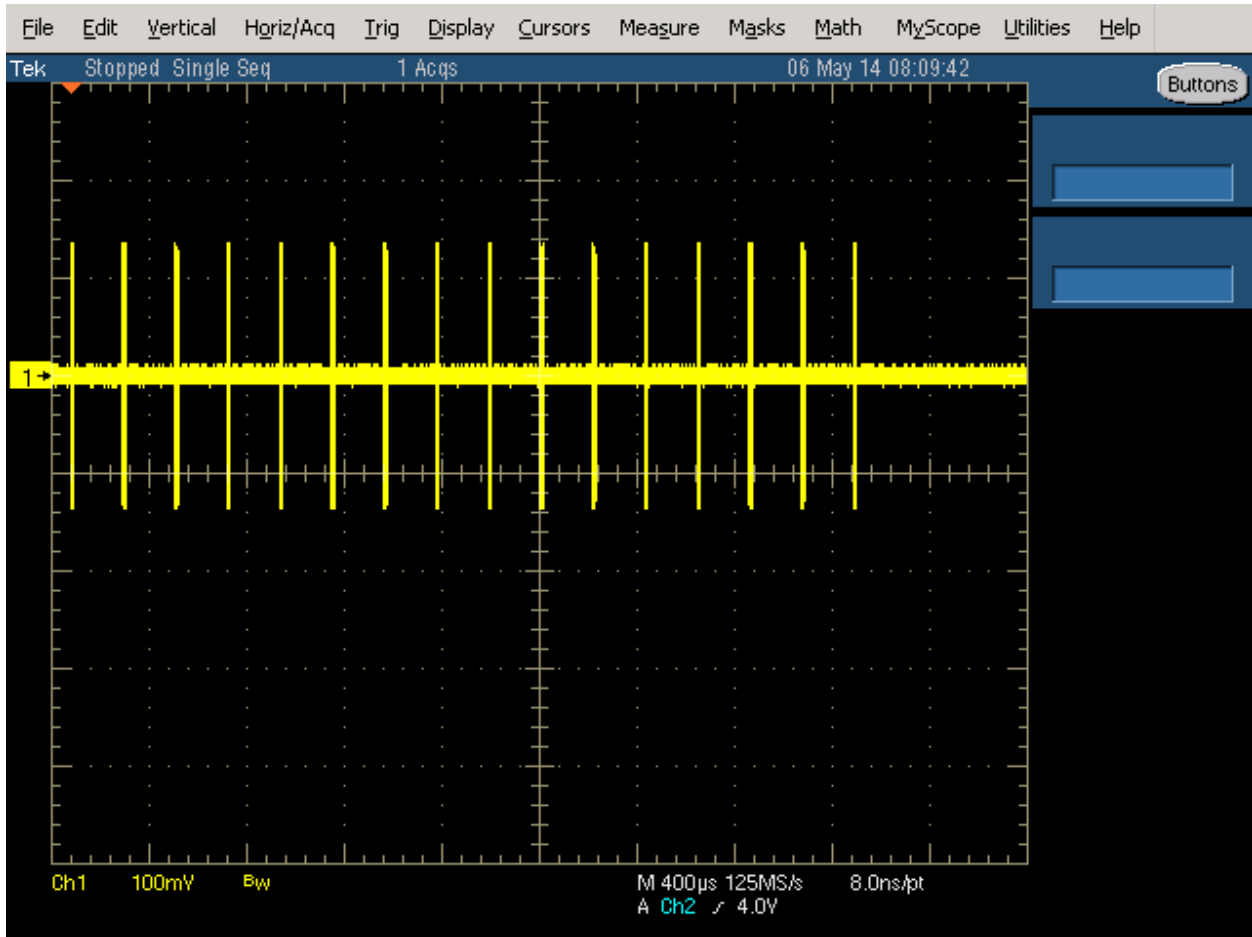 File Edit Vertical Horiz/Acq Trig Display Cursors Measure Masks Math MyScope Utilities Help
Tek Stopped Single Seq 1 Acqs 06 May 14 08:09:42
Buttons
1
Ch1 100mV BW M 400µs 125MS/s 8.0ns/pt
A Ch2 4.0V